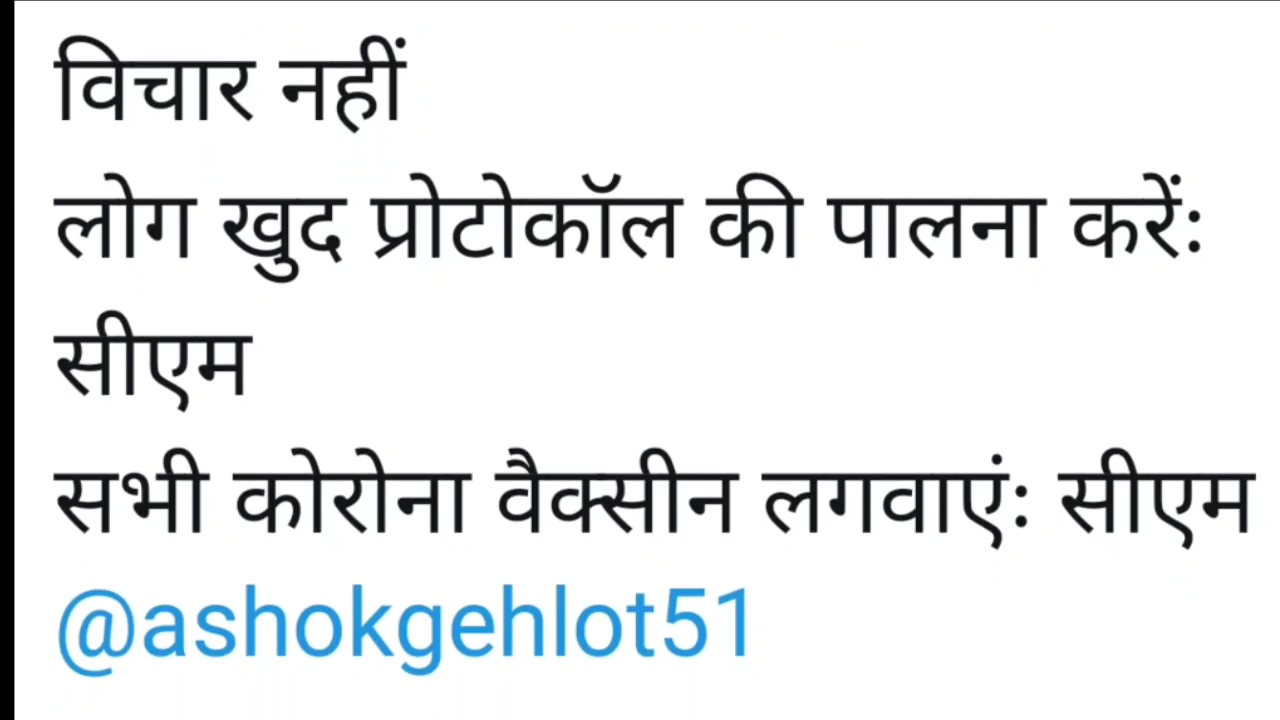 विचार नहीं
लोग खुद प्रोटोकॉल की पालना करेंः
सीएम
सभी कोरोना वैक्सीन लगवाएंः सीएम
@ashokgehlot51